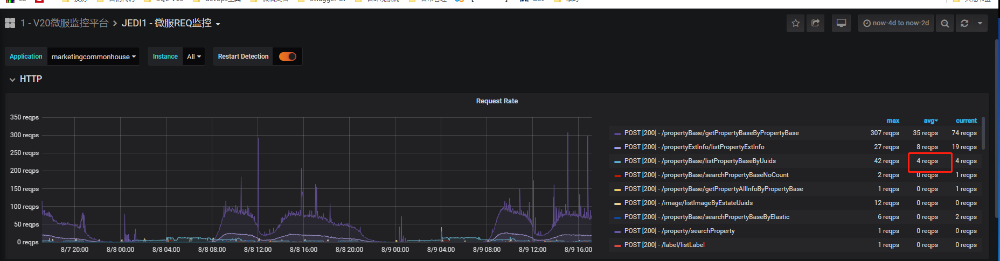 1 - V20微服监控平台 > JEDI1 - 微服REQ监控
now-4d to now-2d
Application marketingcommonhouse Instance All Restart Detection
HTTP
Request Rate
350 reqps
300 reqps
250 reqps
200 reqps
150 reqps
100 reqps
50 reqps
0 reqps
8/7 20:00 8/8 00:00 8/8 04:00 8/8 08:00 8/8 12:00 8/8 16:00 8/8 20:00 8/9 00:00 8/9 04:00 8/9 08:00 8/9 12:00 8/9 16:00
max avg current
POST [200] - /propertyBase/getPropertyBaseByPropertyBase 307 reqps 35 reqps 74 reqps
POST [200] - /propertyExtInfo/listPropertyExtInfo 27 reqps 8 reqps 19 reqps
POST [200] - /propertyBase/listPropertyBaseByUuids 42 reqps 4 reqps 4 reqps
POST [200] - /propertyBase/searchPropertyBaseNoCount 2 reqps 0 reqps 1 reqps
POST [200] - /propertyBase/getPropertyAllInfoByPropertyBase 1 reqps 0 reqps 1 reqps
POST [200] - /image/listImageByEstateUuids 12 reqps 0 reqps 0 reqps
POST [200] - /propertyBase/searchPropertyBaseByElastic 6 reqps 0 reqps 2 reqps
POST [200] - /property/searchProperty 1 reqps 0 reqps 0 reqps
POST [200] - /label/listLabel 1 reqps 0 reqps 0 reqps